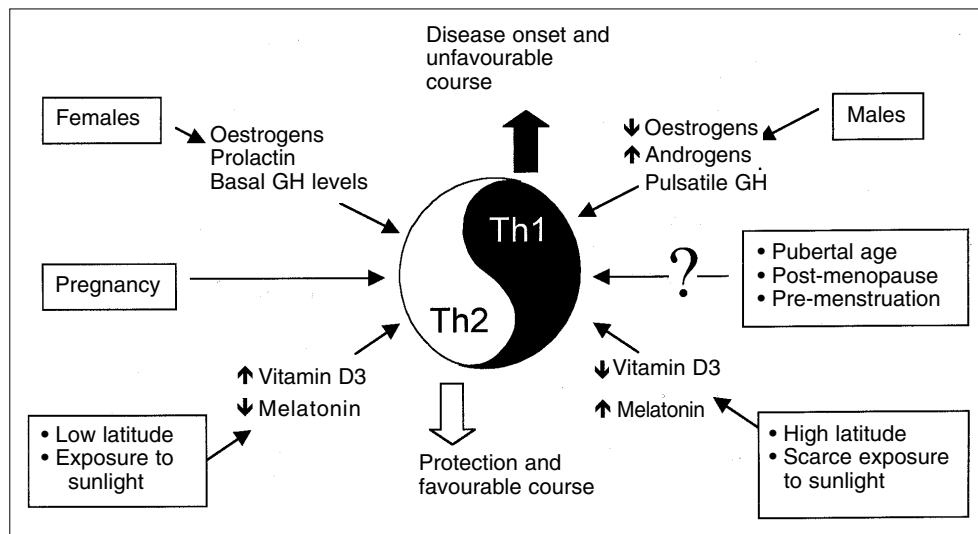 Disease onset and
unfavourable
course
Females
Oestrogens
Prolactin
Basal GH levels
↓ Oestrogens
↑ Androgens
Pulsatile GH
Males
Th1
Th2
Pregnancy
?
• Pubertal age
• Post-menopause
• Pre-menstruation
↑ Vitamin D3
↓ Melatonin
• Low latitude
• Exposure to
sunlight
↓ Vitamin D3
↑ Melatonin
• High latitude
• Scarce exposure
to sunlight
Protection and
favourable course